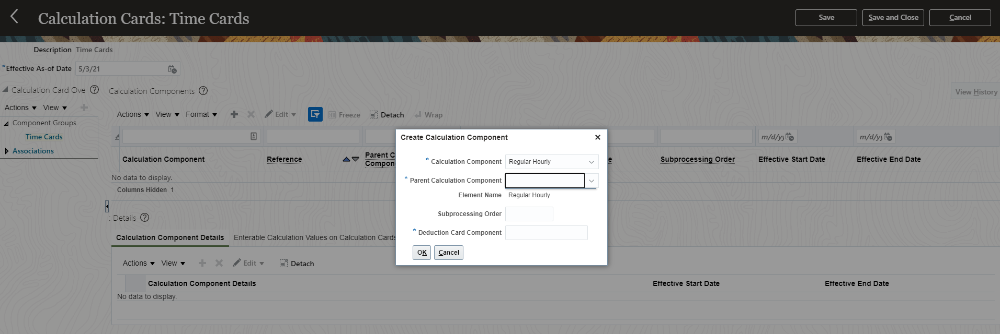 Calculation Cards: Time Cards
Save
Save and Close
Cancel
Description Time Cards
*Effective As-of Date 5/3/21
Calculation Card Ove
Calculation Components
View History
Actions View
Actions View Format Edit Freeze Detach Wrap
Component Groups
Time Cards
Associations
m/d/y
m/d/y
Calculation Component
Reference
Parent C
Compon
Subprocessing Order
Effective Start Date
Effective End Date
No data to display.
Columns Hidden 1
Create Calculation Component
* Calculation Component Regular Hourly
* Parent Calculation Component
Element Name Regular Hourly
Subprocessing Order
* Deduction Card Component
OK
Cancel
: Details
Calculation Component Details
Enterable Calculation Values on Calculation Cards
Actions View Edit Detach
Calculation Component Details
Effective Start Date
Effective End Date
No data to display.